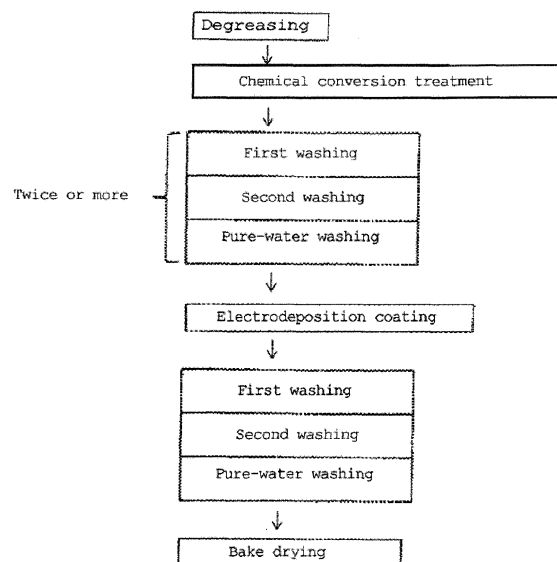 Degreasing
Chemical conversion treatment
First washing
Twice or more
Second washing
Pure-water washing
Electrodeposition coating
First washing
Second washing
Pure-water washing
Bake drying